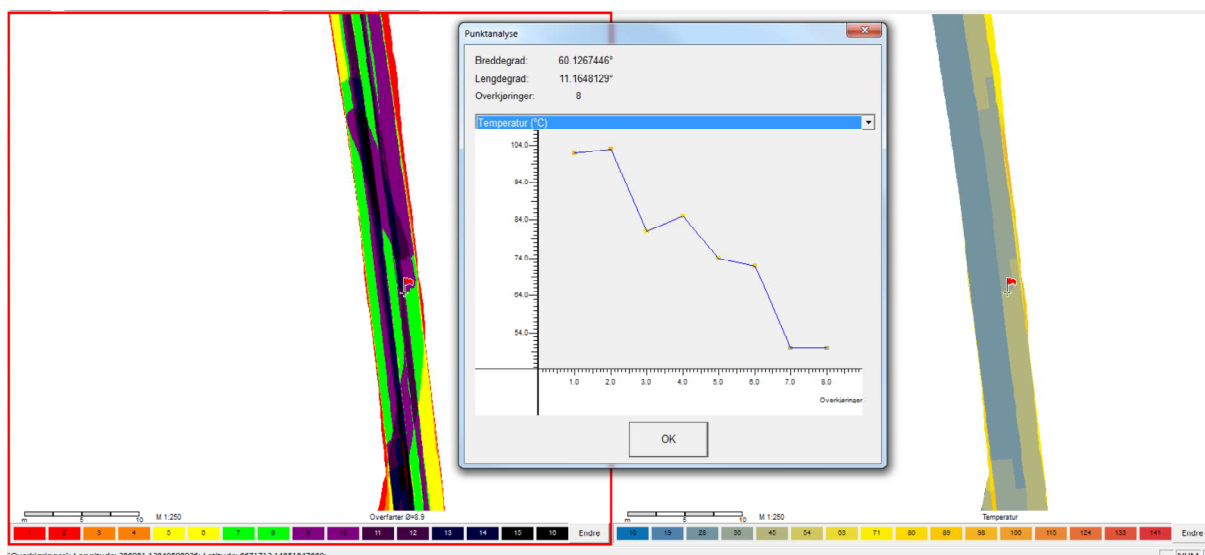 Punktanalyse
Breddegrad: 60.1267446°
Lengdegrad: 11.1648129°
Overkjøringer: 8
Temperatur (°C)
104.0
94.0
84.0
74.0
64.0
54.0
1.0 2.0 3.0 4.0 5.0 6.0 7.0 8.0
Overkjøringer
OK
m 5 10 M 1:250 Overfarter Ø=8.9
m 5 10 M 1:250 Temperatur
1 2 3 4 5 6 7 8 9 10 11 12 13 14 15 16 Endre
10 19 28 36 45 54 63 71 80 89 98 106 115 124 133 141 Endre
NUM